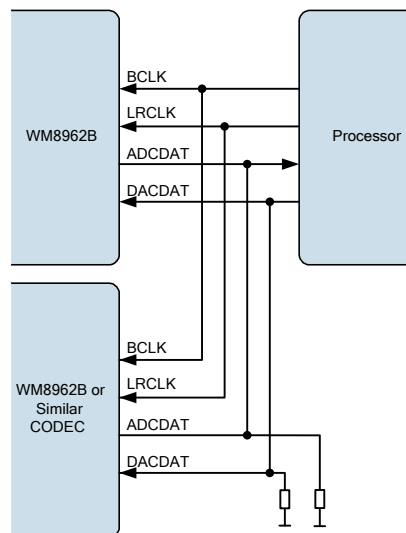 BCLK
LRCLK
WM8962B
Processor
ADCDAT
DACDAT
BCLK
LRCLK
WM8962B or
Similar
CODEC
ADCDAT
DACDAT